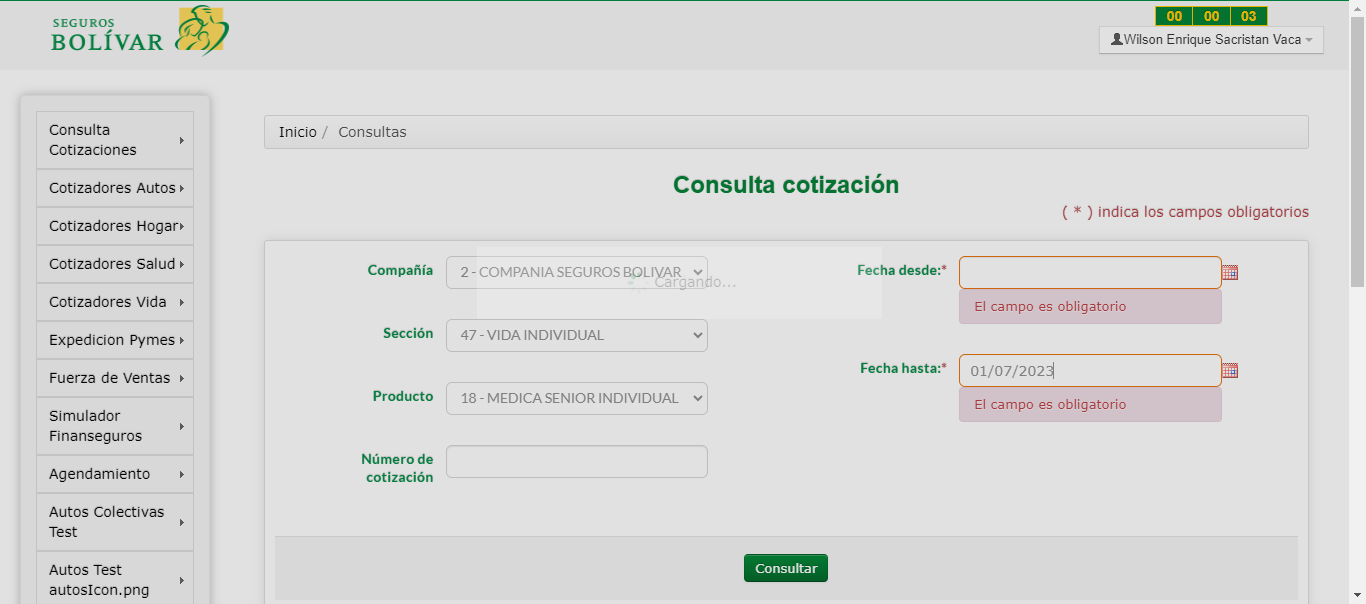 SEGUROS
BOLÍVAR
00 00 03
Wilson Enrique Sacristan Vaca
Consulta
Cotizaciones
Cotizadores Autos
Cotizadores Hogar
Cotizadores Salud
Cotizadores Vida
Expedicion Pymes
Fuerza de Ventas
Simulador
Finanseguros
Agendamiento
Autos Colectivas
Test
Autos Test
autosIcon.png
Inicio / Consultas
Consulta cotización
( * ) indica los campos obligatorios
Compañía
2 - COMPANIA SEGUROS BOLIVAR
Cargando...
Fecha desde:*
El campo es obligatorio
Sección
47 - VIDA INDIVIDUAL
Fecha hasta:*
01/07/2023
El campo es obligatorio
Producto
18 - MEDICA SENIOR INDIVIDUAL
Número de
cotización
Consultar